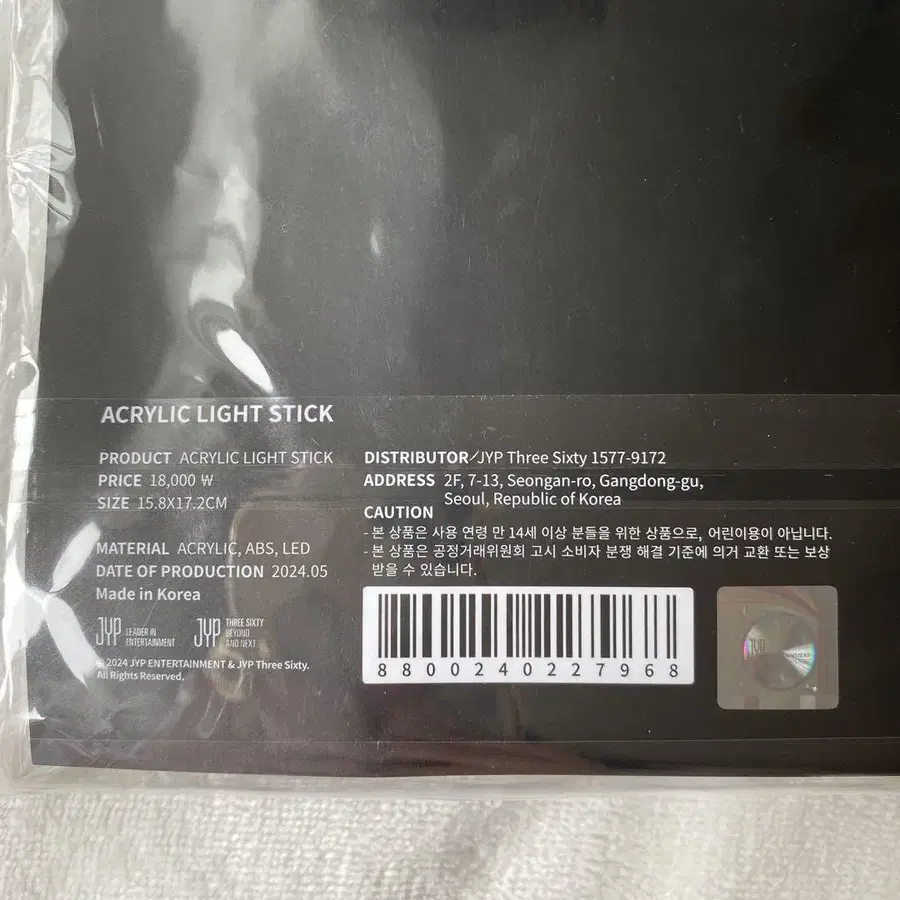 ACRYLIC LIGHT STICK
PRODUCT ACRYLIC LIGHT STICK
PRICE 18,000 ₩
SIZE 15.8X17.2CM
MATERIAL ACRYLIC, ABS, LED
DATE OF PRODUCTION 2024.05
Made in Korea
JYP LEADER IN ENTERTAINMENT
JYP THREE SIXTY BEYOND AND NEXT
© 2024 JYP ENTERTAINMENT & JYP Three Sixty.
All Rights Reserved.
DISTRIBUTOR/JYP Three Sixty 1577-9172
ADDRESS 2F, 7-13, Seongan-ro, Gangdong-gu,
Seoul, Republic of Korea
CAUTION
- 본 상품은 사용 연령 만 14세 이상 분들을 위한 상품으로, 어린이용이 아닙니다.
- 본 상품은 공정거래위원회 고시 소비자 분쟁 해결 기준에 의거 교환 또는 보상
받을 수 있습니다.
8800240227968
JYP